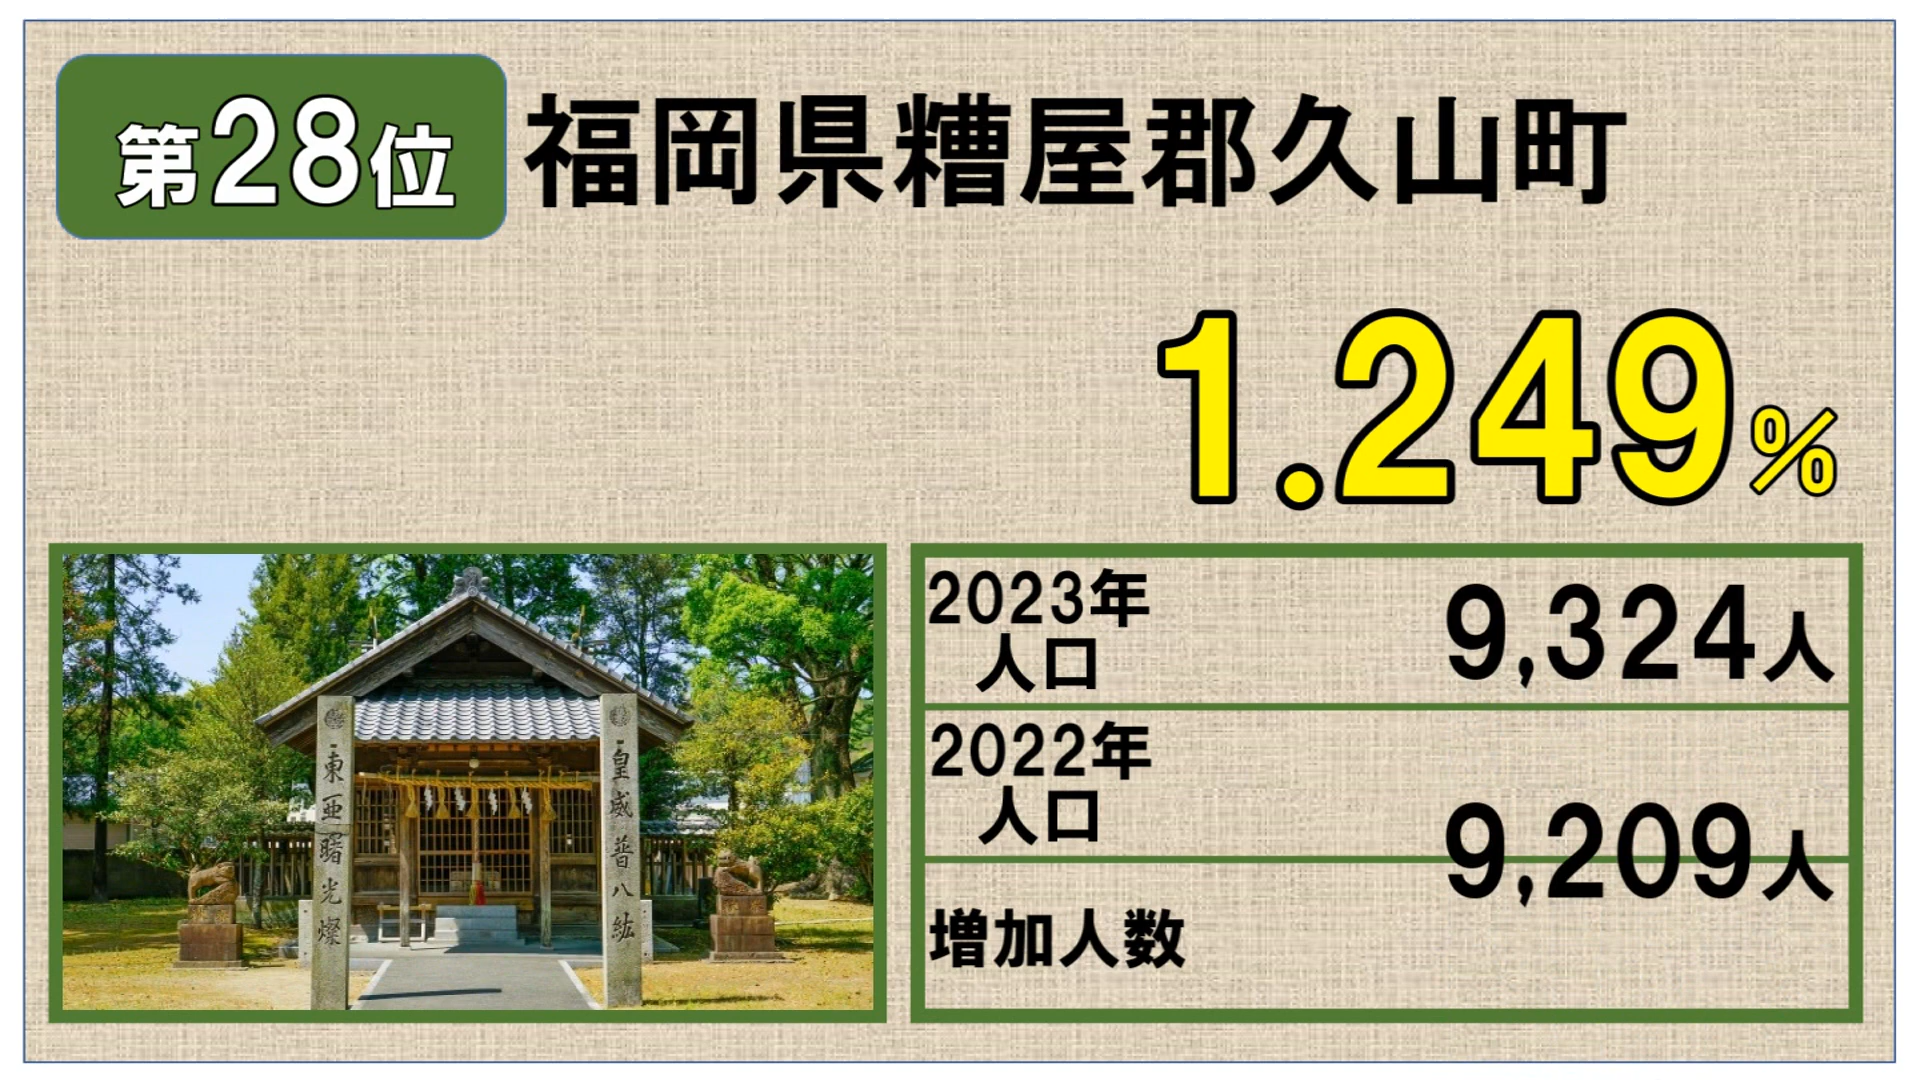 第28位
福岡県糟屋郡久山町
1.249%
2023年
人口
9,324人
2022年
人口
9,209人
増加人数
東亜曙光燦
皇威普八紘